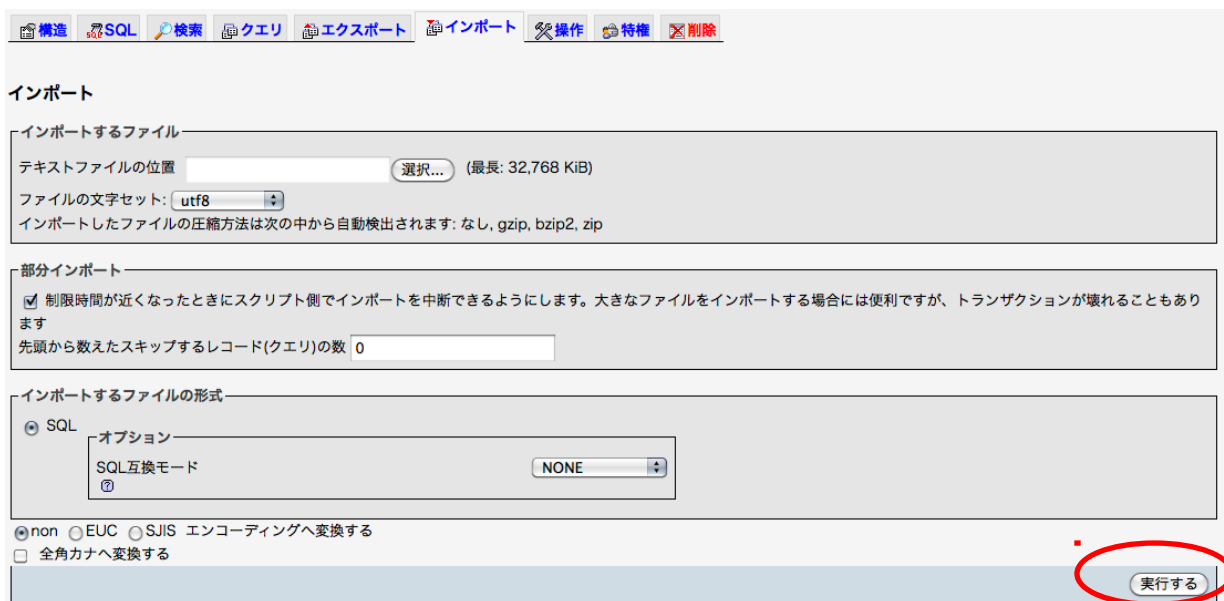 構造 SQL 検索 クエリ エクスポート インポート 操作 特権 削除
インポート
インポートするファイル
テキストファイルの位置 選択... (最長: 32,768 KiB)
ファイルの文字セット: utf8
インポートしたファイルの圧縮方法は次の中から自動検出されます: なし, gzip, bzip2, zip
部分インポート
制限時間が近くなったときにスクリプト側でインポートを中断できるようにします。大きなファイルをインポートする場合には便利ですが、トランザクションが壊れることもあり
ます
先頭から数えたスキップするレコード(クエリ)の数 0
インポートするファイルの形式
SQL
オプション
SQL互換モード NONE
?
non EUC SJIS エンコーディングへ変換する
全角カナへ変換する
実行する